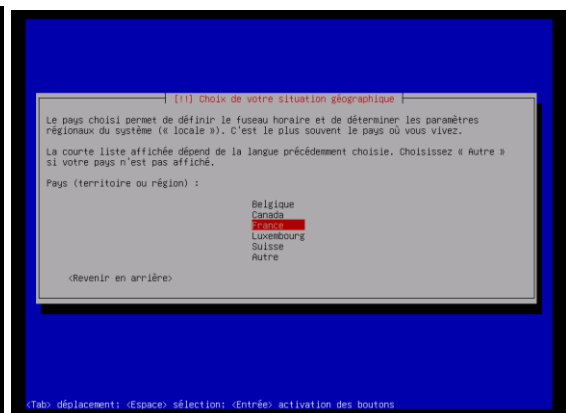 [!!] Choix de votre situation géographique
Le pays choisi permet de définir le fuseau horaire et de déterminer les paramètres
régionaux du système (« locale »). C'est le plus souvent le pays où vous vivez.
La courte liste affichée dépend de la langue précédemment choisie. Choisissez « Autre »
si votre pays n'est pas affiché.
Pays (territoire ou région) :
Belgique
Canada
France
Luxembourg
Suisse
Autre
<Revenir en arrière>
<Tab> déplacement; <Espace> sélection; <Entrée> activation des boutons